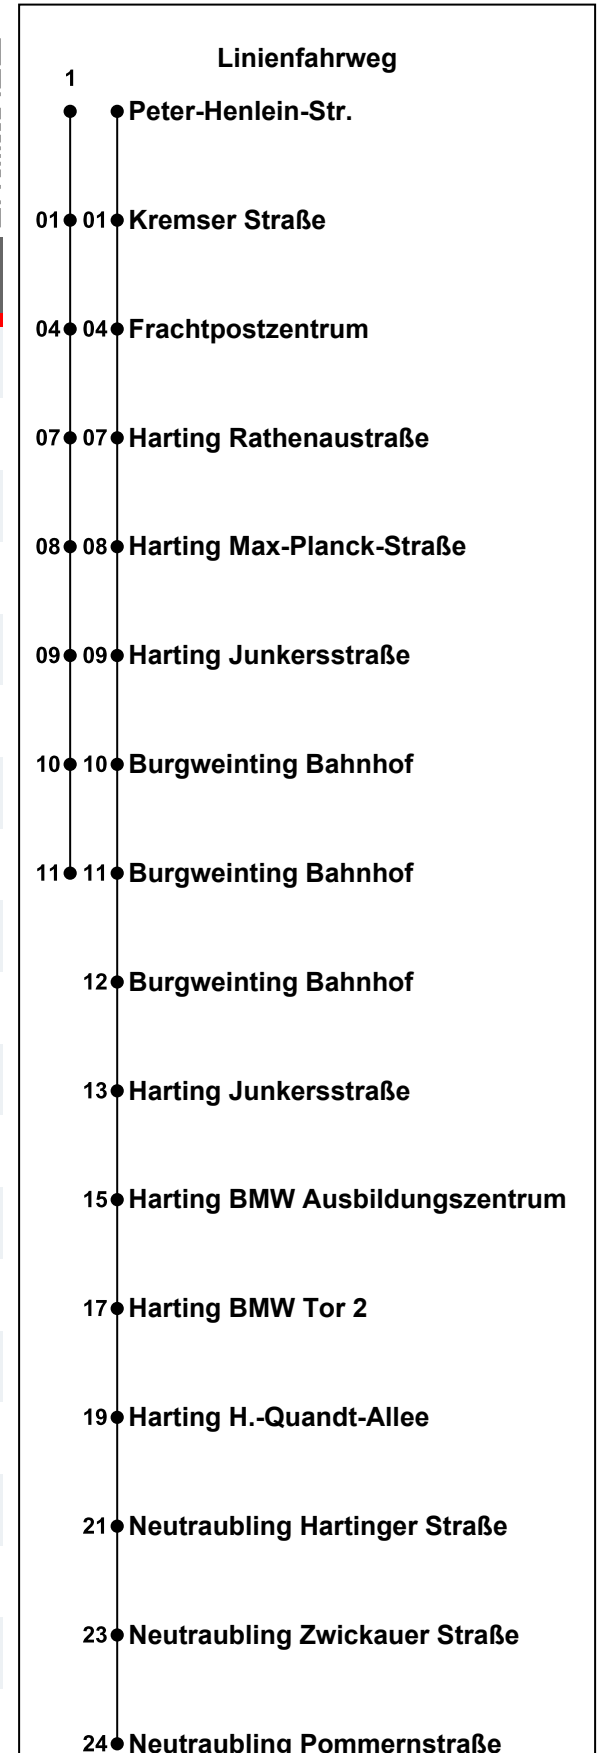 Linienfahrweg
1
Peter-Henlein-Str.
01 01 Kremser Straße
04 04 Frachtpostzentrum
07 07 Harting Rathenaustraße
08 08 Harting Max-Planck-Straße
09 09 Harting Junkersstraße
10 10 Burgweinting Bahnhof
11 11 Burgweinting Bahnhof
12 Burgweinting Bahnhof
13 Harting Junkersstraße
15 Harting BMW Ausbildungszentrum
17 Harting BMW Tor 2
19 Harting H.-Quandt-Allee
21 Neutraubling Hartinger Straße
23 Neutraubling Zwickauer Straße
24 Neutraubling Pommernstraße